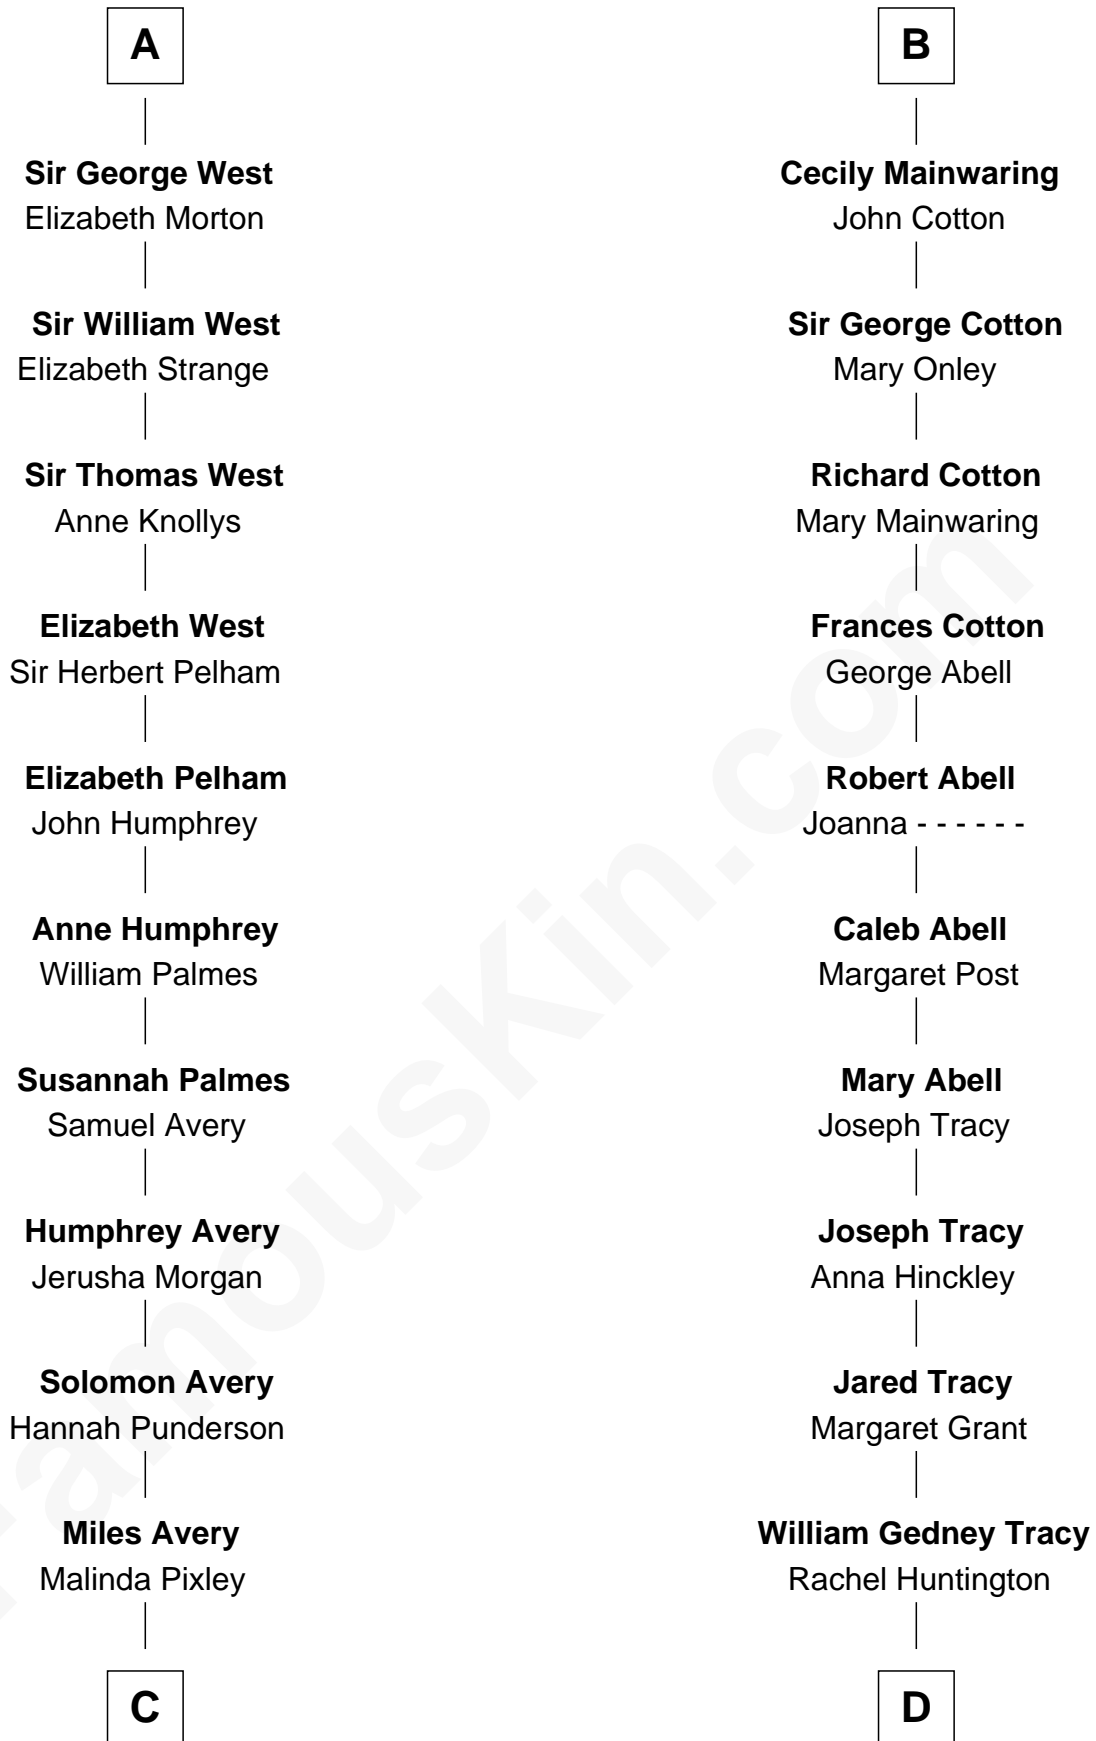 A
Sir George West
Elizabeth Morton
Sir William West
Elizabeth Strange
Sir Thomas West
Anne Knollys
Elizabeth West
Sir Herbert Pelham
Elizabeth Pelham
John Humphrey
Anne Humphrey
William Palmes
Susannah Palmes
Samuel Avery
Humphrey Avery
Jerusha Morgan
Solomon Avery
Hannah Punderson
Miles Avery
Malinda Pixley
C
B
Cecily Mainwaring
John Cotton
Sir George Cotton
Mary Onley
Richard Cotton
Mary Mainwaring
Frances Cotton
George Abell
Robert Abell
Joanna - - - - - -
Caleb Abell
Margaret Post
Mary Abell
Joseph Tracy
Joseph Tracy
Anna Hinckley
Jared Tracy
Margaret Grant
William Gedney Tracy
Rachel Huntington
D
FamousKin.com